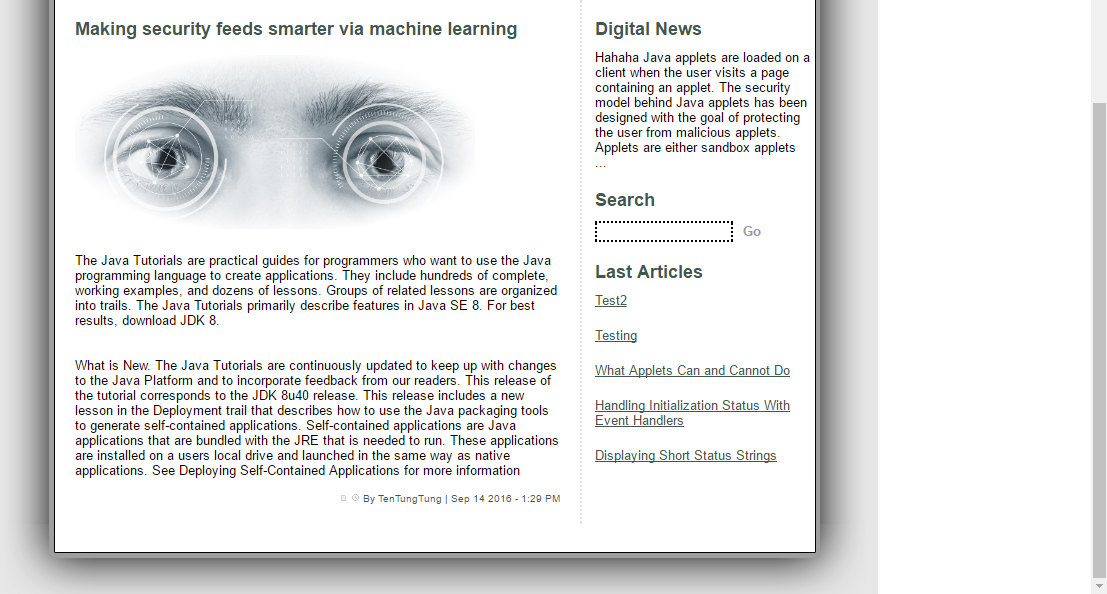 Making security feeds smarter via machine learning
The Java Tutorials are practical guides for programmers who want to use the Java
programming language to create applications. They include hundreds of complete,
working examples, and dozens of lessons. Groups of related lessons are organized
into trails. The Java Tutorials primarily describe features in Java SE 8. For best
results, download JDK 8.
What is New. The Java Tutorials are continuously updated to keep up with changes
to the Java Platform and to incorporate feedback from our readers. This release of
the tutorial corresponds to the JDK 8u40 release. This release includes a new
lesson in the Deployment trail that describes how to use the Java packaging tools
to generate self-contained applications. Self-contained applications are Java
applications that are bundled with the JRE that is needed to run. These applications
are installed on a users local drive and launched in the same way as native
applications. See Deploying Self-Contained Applications for more information
By TenTungTung | Sep 14 2016 - 1:29 PM
Digital News
Hahaha Java applets are loaded on a
client when the user visits a page
containing an applet. The security
model behind Java applets has been
designed with the goal of protecting
the user from malicious applets.
Applets are either sandbox applets
...
Search
Go
Last Articles
Test2
Testing
What Applets Can and Cannot Do
Handling Initialization Status With
Event Handlers
Displaying Short Status Strings